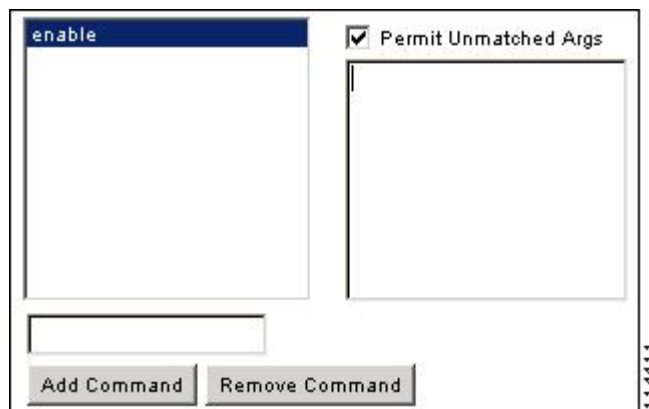 enable
Permit Unmatched Args
Add Command
Remove Command